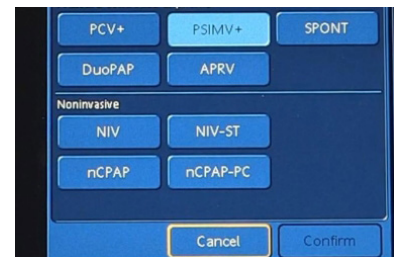 PCV+ PSIMV+ SPONT
DuoPAP APRV
Noninvasive
NIV NIV-ST
nCPAP nCPAP-PC
Cancel Confirm